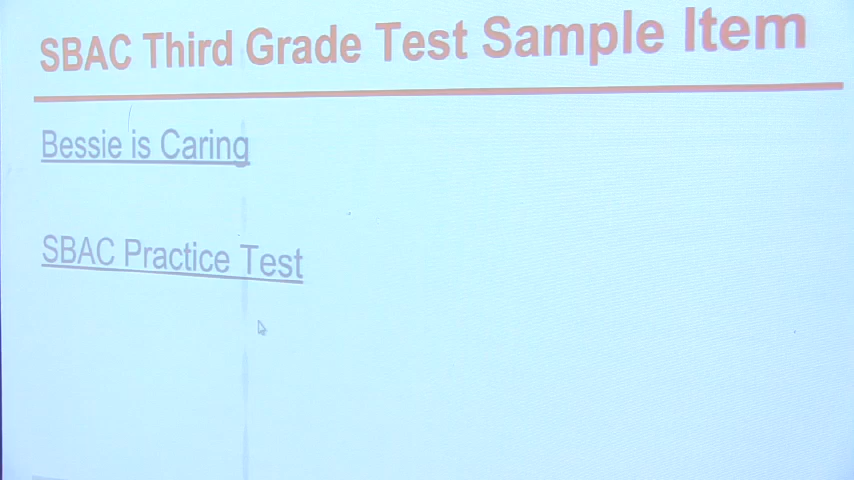 SBAC Third Grade Test Sample Item
Bessie is Caring
SBAC Practice Test